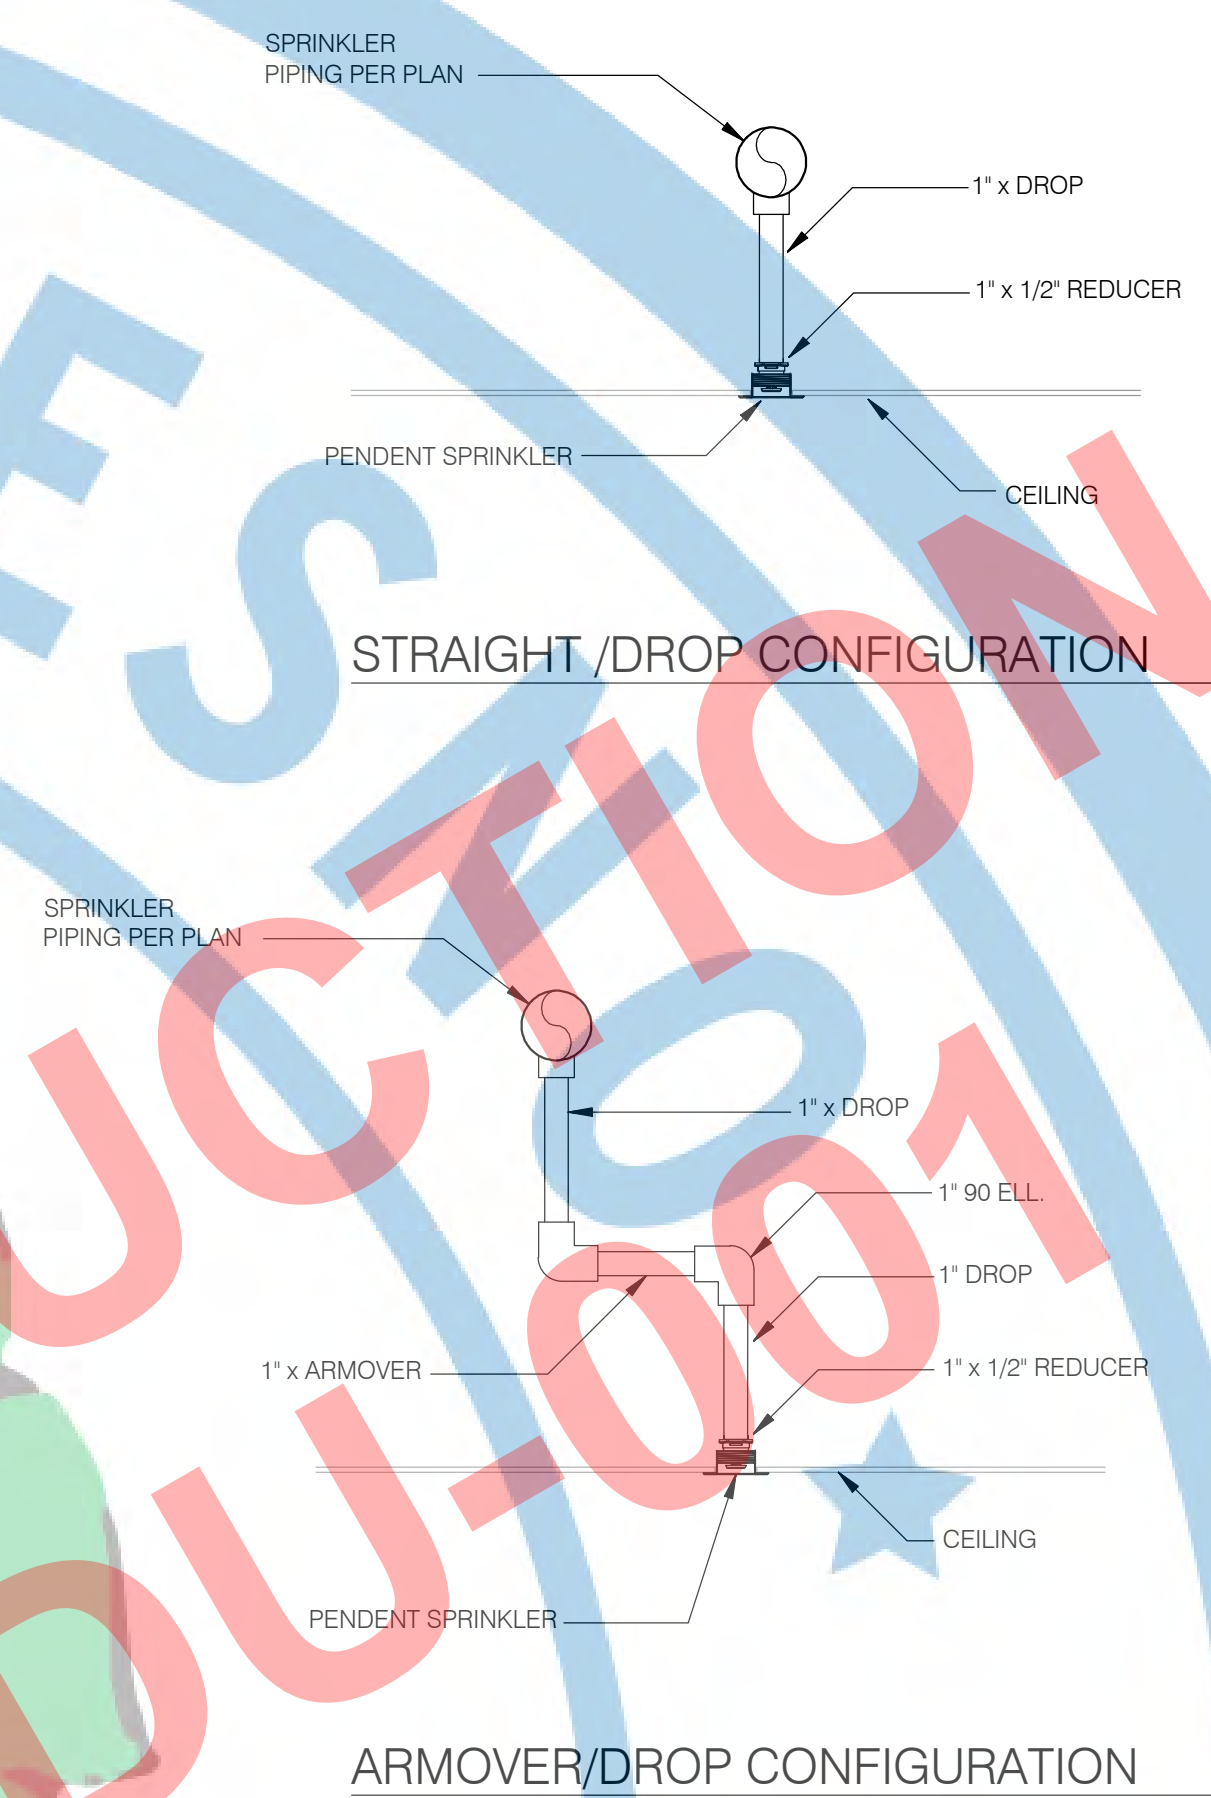 SPRINKLER
PIPING PER PLAN
1" x DROP
1" x 1/2" REDUCER
PENDENT SPRINKLER
CEILING
STRAIGHT /DROP CONFIGURATION
SPRINKLER
PIPING PER PLAN
1" x DROP
1" 90 ELL.
1" DROP
1" x ARMOVER
1" x 1/2" REDUCER
CEILING
PENDENT SPRINKLER
ARMOVER/DROP CONFIGURATION
UCTION
DU-001